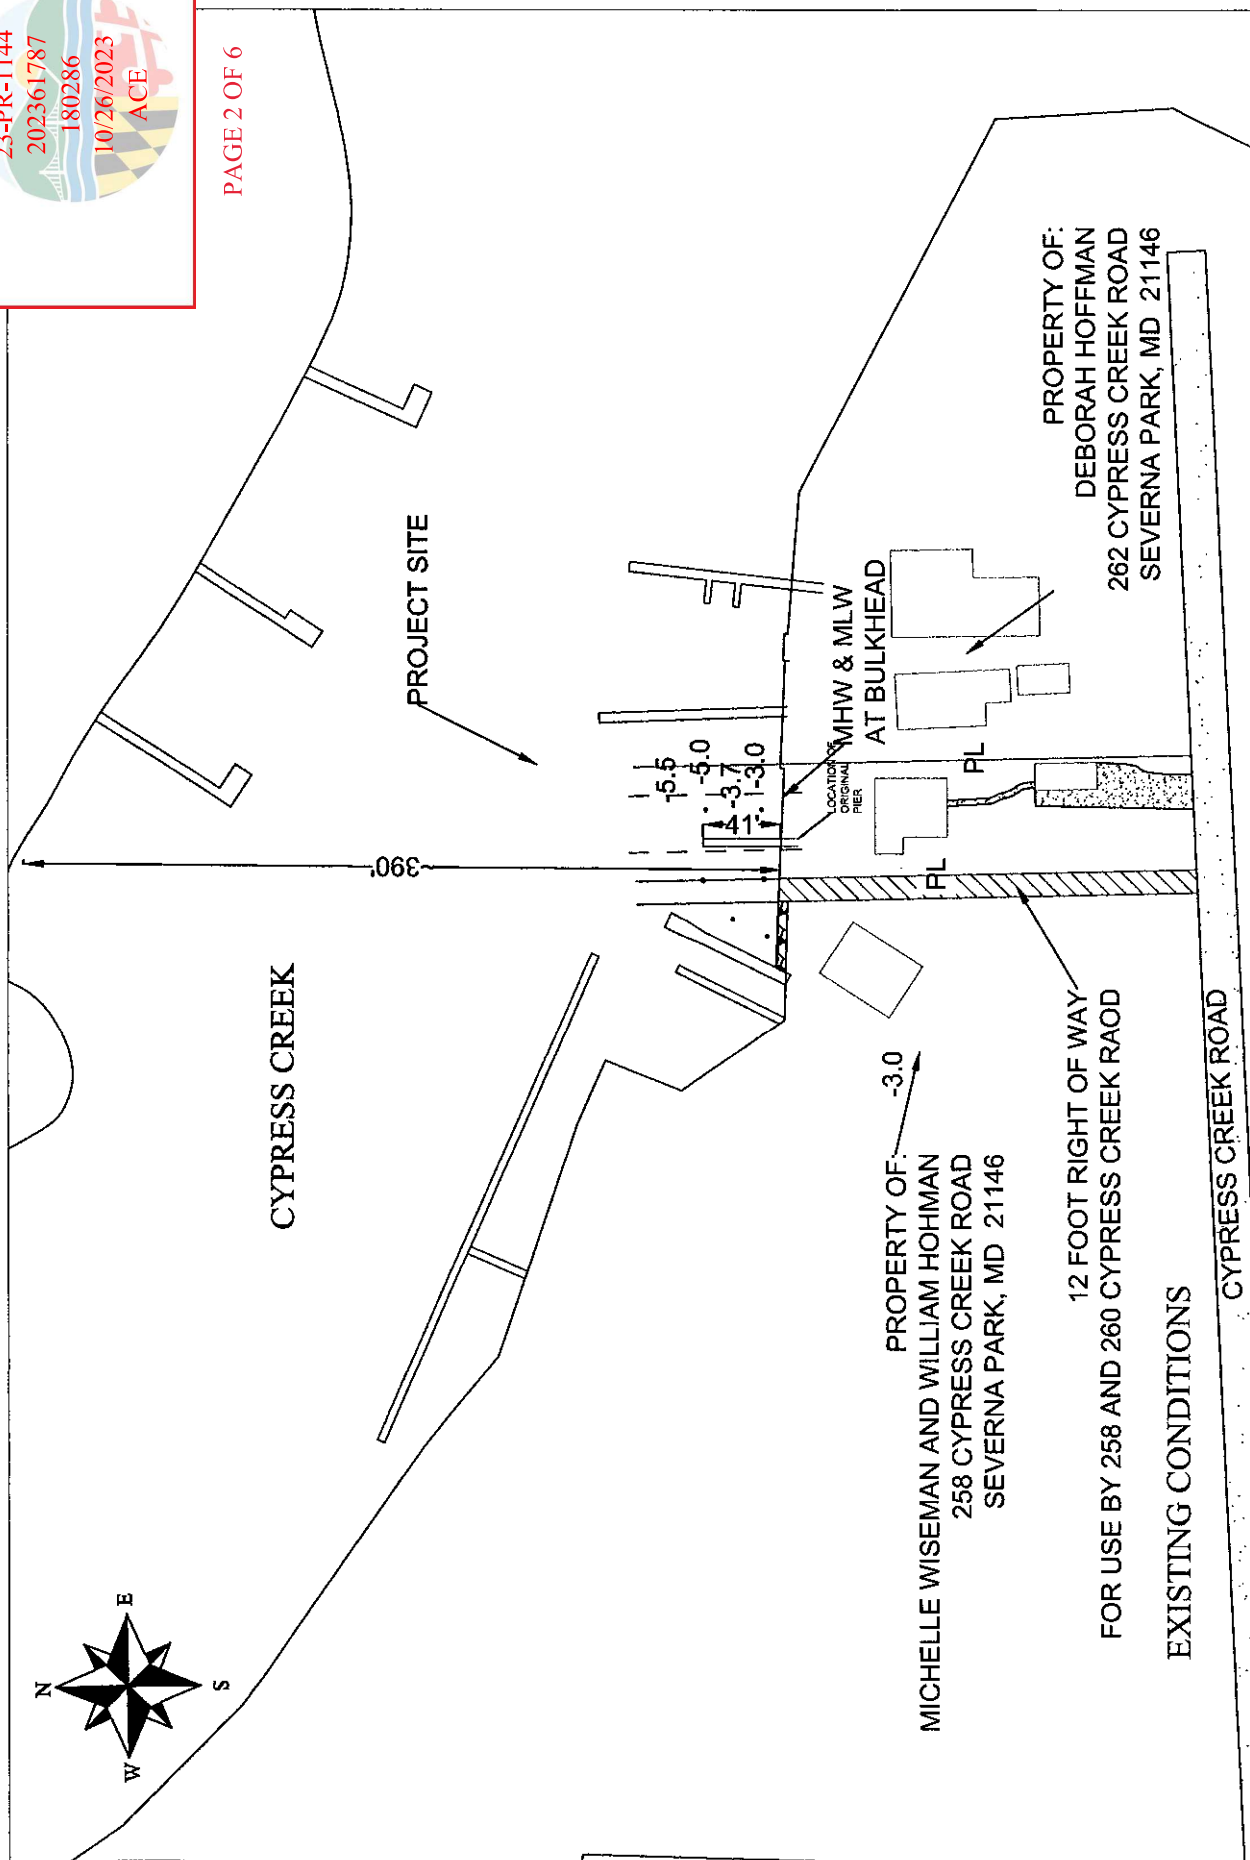 23-PR-1144
202361787
180286
10/26/2023
ACE
PAGE 2 OF 6
N
E
S
W
CYPRESS CREEK
PROJECT SITE
390'
-5.5
-5.0
-3.7
-3.0
41'
MHW & MLW
AT BULKHEAD
LOCATION OF
ORIGINAL
PIER
PL
PL
PROPERTY OF:
DEBORAH HOFFMAN
262 CYPRESS CREEK ROAD
SEVERNA PARK, MD 21146
-3.0
PROPERTY OF:
MICHELLE WISEMAN AND WILLIAM HOHMAN
258 CYPRESS CREEK ROAD
SEVERNA PARK, MD 21146
12 FOOT RIGHT OF WAY
FOR USE BY 258 AND 260 CYPRESS CREEK RAOD
EXISTING CONDITIONS
CYPRESS CREEK ROAD